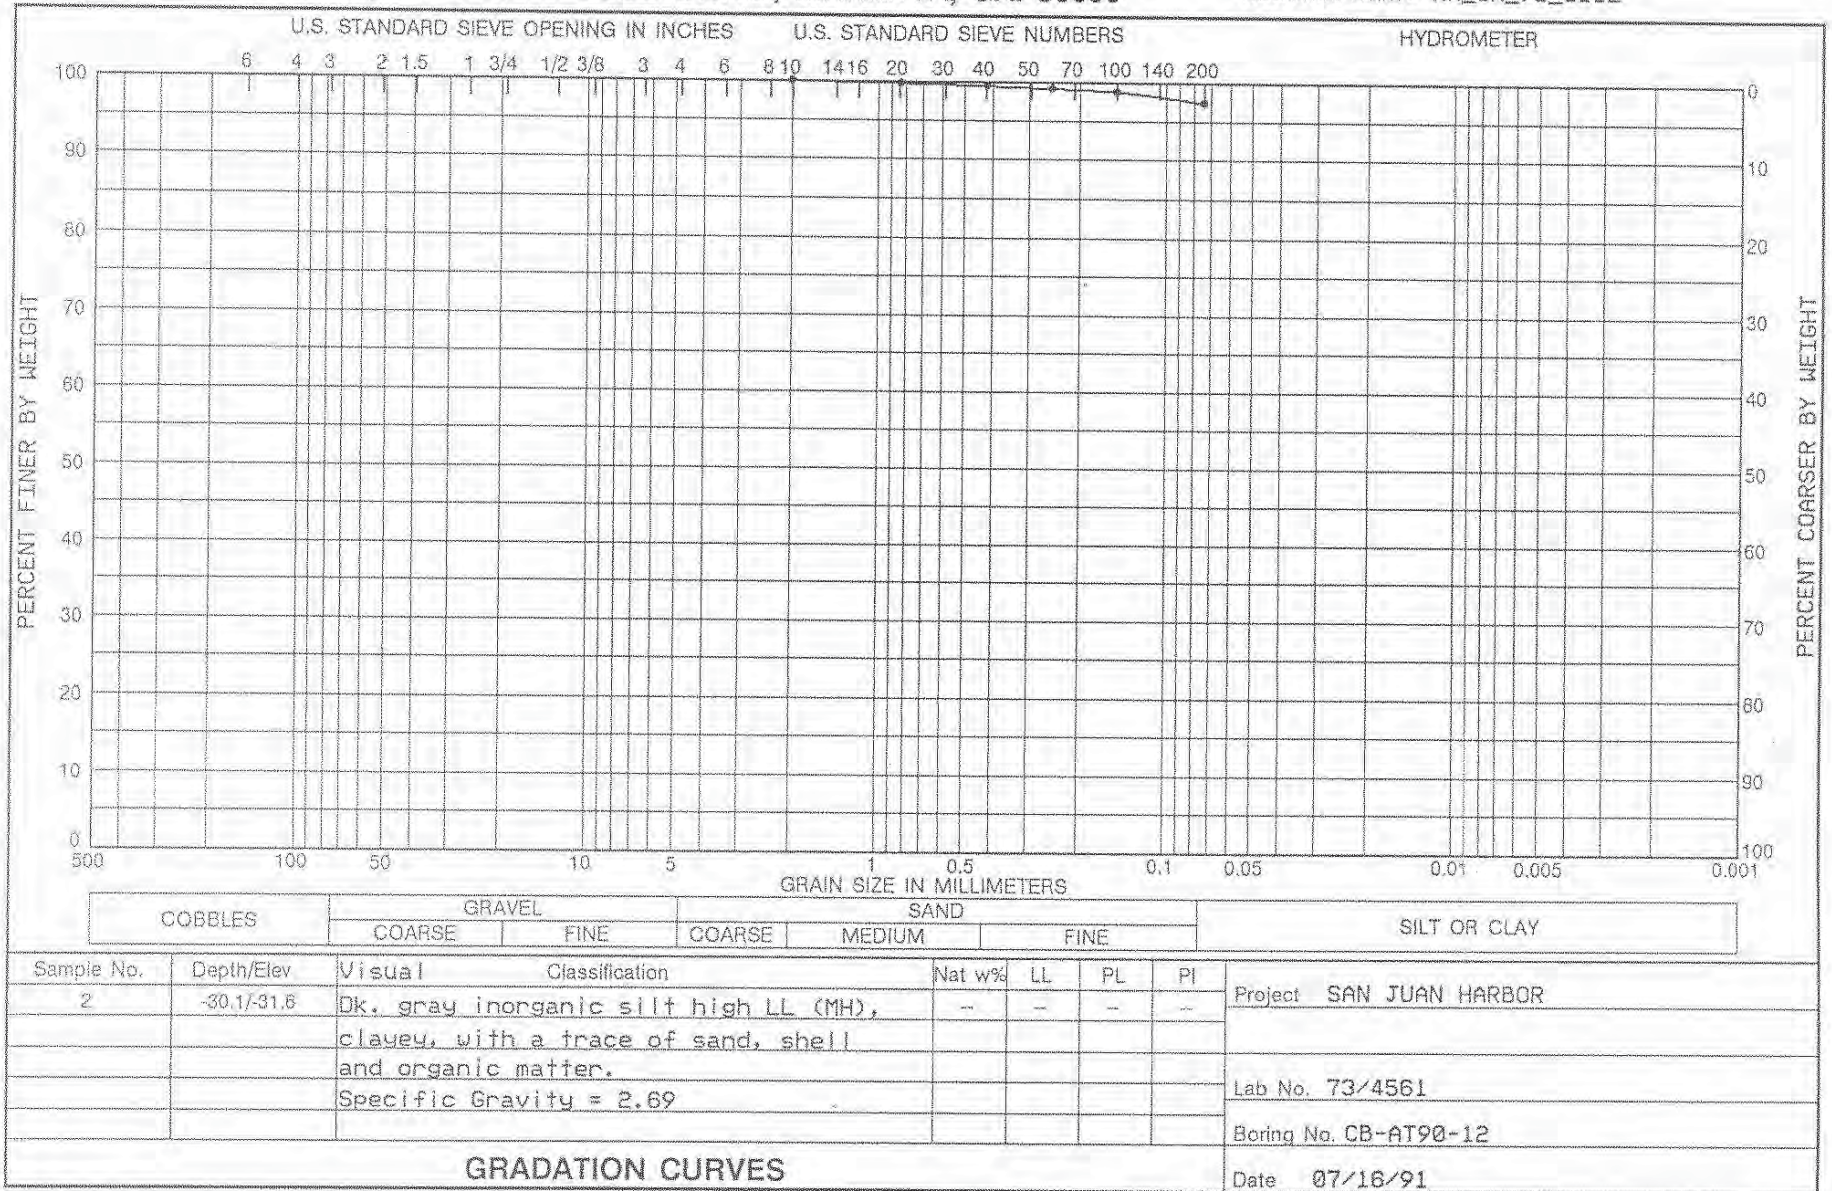 U.S. STANDARD SIEVE OPENING IN INCHES U.S. STANDARD SIEVE NUMBERS HYDROMETER
6 4 3 2 1.5 1 3/4 1/2 3/8 3 4 6 8 10 14 16 20 30 40 50 70 100 140 200
100 0
90 10
80 20
70 30
60 40
50 50
40 60
30 70
20 80
10 90
0 100
PERCENT FINER BY WEIGHT
PERCENT COARSER BY WEIGHT
500 100 50 10 5 1 0.5 0.1 0.05 0.01 0.005 0.001
GRAIN SIZE IN MILLIMETERS
COBBLES GRAVEL SAND SILT OR CLAY
COARSE FINE COARSE MEDIUM FINE
Sample No. Depth/Elev Visual Classification Nat w% LL PL PI
2 -30.1/-31.6 Dk. gray inorganic silt high LL (MH), -- -- -- --
clayey, with a trace of sand, shell
and organic matter.
Specific Gravity = 2.69
Project SAN JUAN HARBOR
Lab No. 73/4561
Boring No. CB-AT90-12
Date 07/16/91
GRADATION CURVES